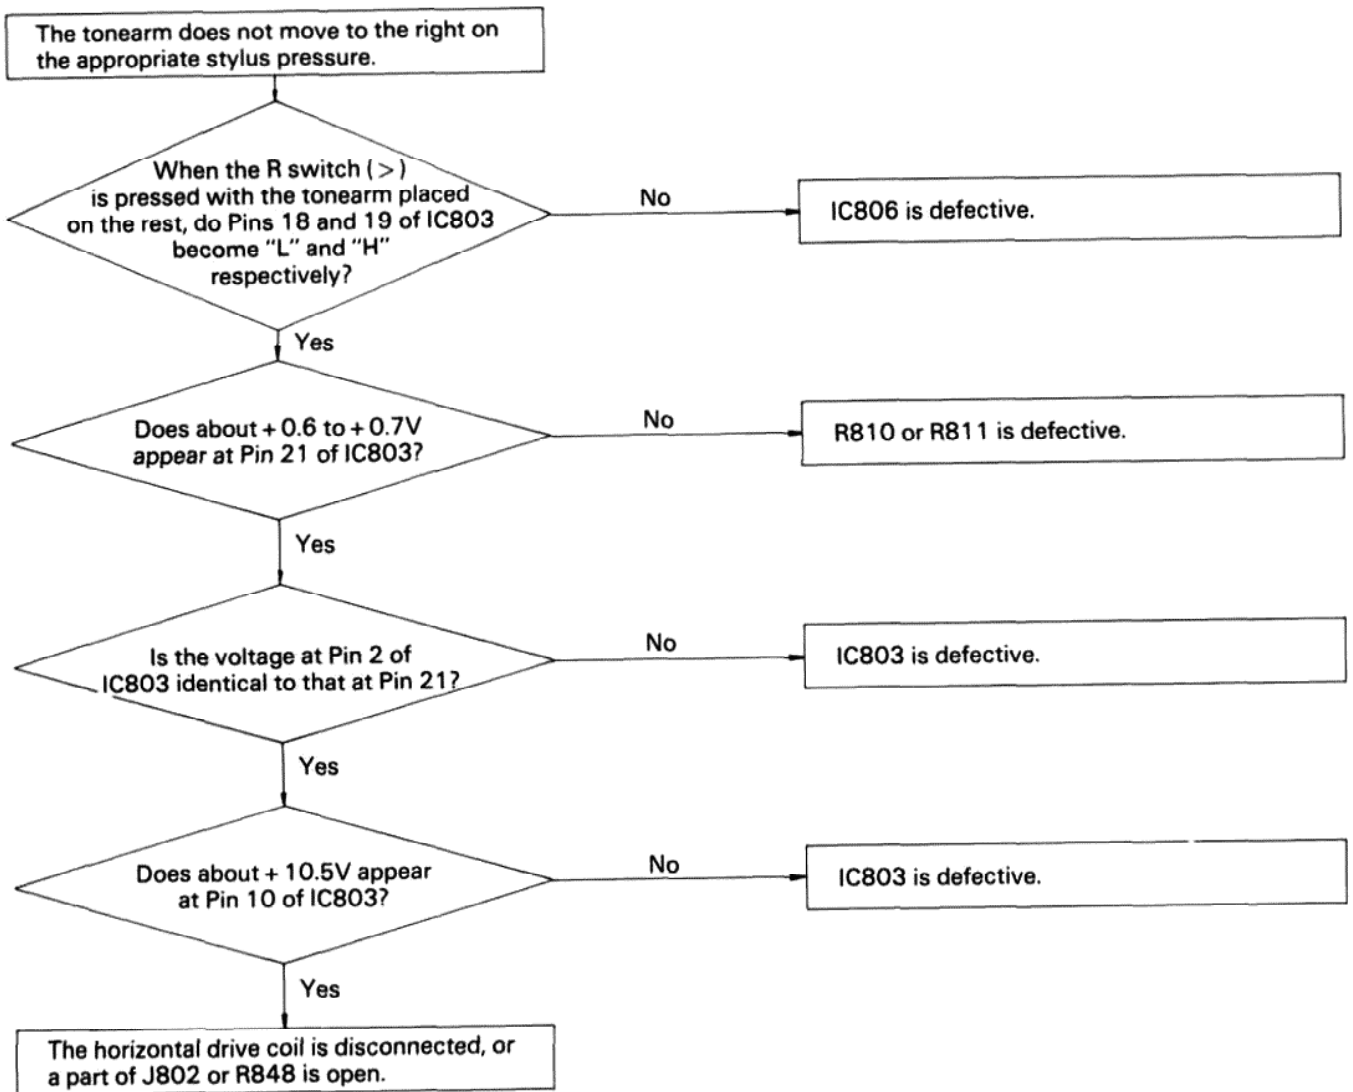 The tonearm does not move to the right on
the appropriate stylus pressure.
When the R switch (>)
is pressed with the tonearm placed
on the rest, do Pins 18 and 19 of IC803
become "L" and "H"
respectively?
No
IC806 is defective.
Yes
Does about + 0.6 to + 0.7V
appear at Pin 21 of IC803?
No
R810 or R811 is defective.
Yes
Is the voltage at Pin 2 of
IC803 identical to that at Pin 21?
No
IC803 is defective.
Yes
Does about + 10.5V appear
at Pin 10 of IC803?
No
IC803 is defective.
Yes
The horizontal drive coil is disconnected, or
a part of J802 or R848 is open.